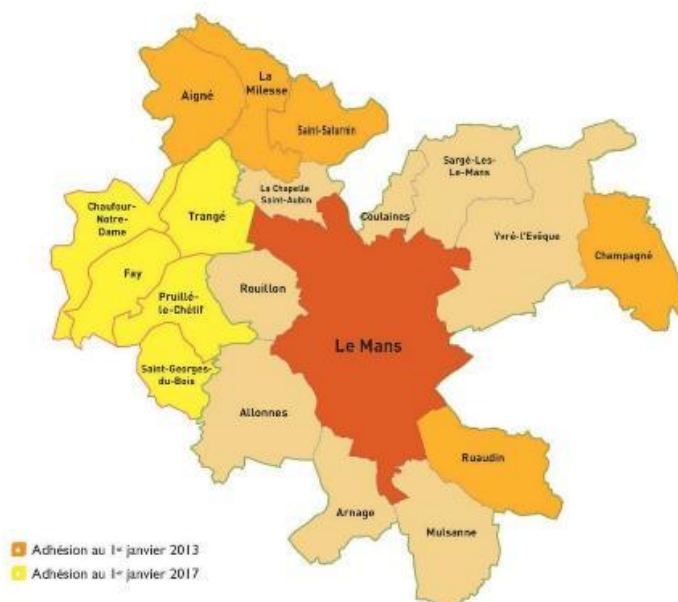 La
Milesse
Aigné
Saint-Saturnin
Sargé-Les-
Le-Mans
La Chapelle
Saint-Aubin
Coulaines
Chaufour-
Notre-
Dame
Trangé
Yvré-l'Evêque
Champagné
Fay
Rouillon
Pruillé-
le-Chétif
Le Mans
Saint-Georges-
du-Bois
Allonnes
Ruaudin
Arnage
Mulsanne
Adhésion au 1er janvier 2013
Adhésion au 1er janvier 2017